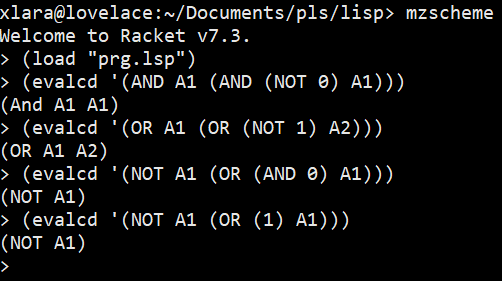 xlara@lovelace:~/Documents/pls/lisp> mzscheme
Welcome to Racket v7.3.
> (load "prg.lsp")
> (evalcd '(AND A1 (AND (NOT 0) A1)))
(And A1 A1)
> (evalcd '(OR A1 (OR (NOT 1) A2)))
(OR A1 A2)
> (evalcd '(NOT A1 (OR (AND 0) A1)))
(NOT A1)
> (evalcd '(NOT A1 (OR (1) A1)))
(NOT A1)
>